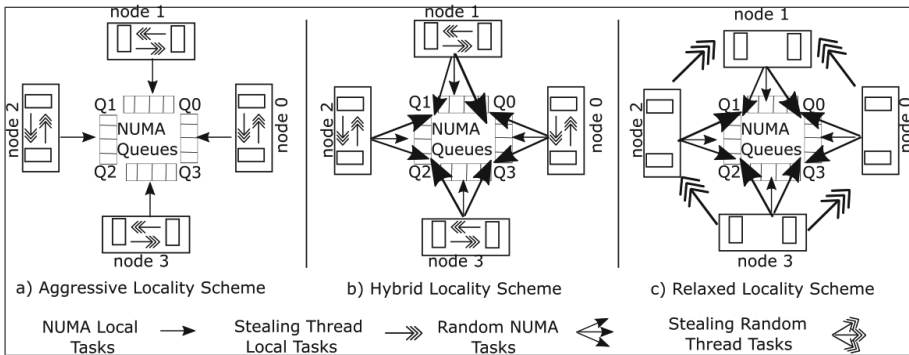 node 1
node 2
Q1
Q0
NUMA
Queues
Q2
Q3
node 0
node 3
a) Aggressive Locality Scheme
node 1
node 2
Q1
Q0
NUMA
Queues
Q2
Q3
node 0
node 3
b) Hybrid Locality Scheme
node 1
node 2
Q1
Q0
NUMA
Queues
Q2
Q3
node 0
node 3
c) Relaxed Locality Scheme
NUMA Local
Tasks
Stealing Thread
Local Tasks
Random NUMA
Tasks
Stealing Random
Thread Tasks